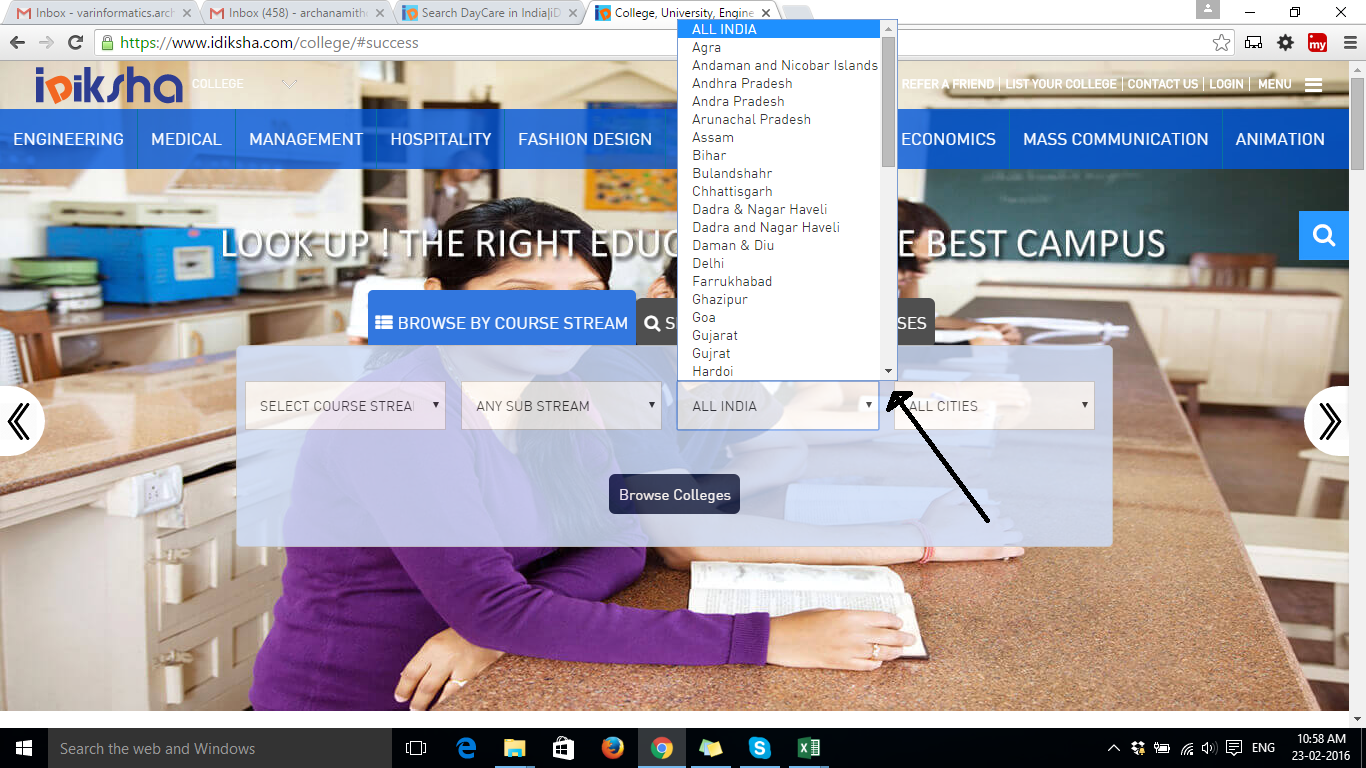 Inbox - varinformatics.arch
Inbox (458) - archanamith
Search DayCare in India|iD
College, University, Engine
https://www.idiksha.com/college/#success
my
iDiksha
COLLEGE
REFER A FRIEND | LIST YOUR COLLEGE | CONTACT US | LOGIN | MENU
ENGINEERING
MEDICAL
MANAGEMENT
HOSPITALITY
FASHION DESIGN
ECONOMICS
MASS COMMUNICATION
ANIMATION
LOOK UP ! THE RIGHT EDUC
E BEST CAMPUS
BROWSE BY COURSE STREAM
S
SES
ALL INDIA
Agra
Andaman and Nicobar Islands
Andhra Pradesh
Andra Pradesh
Arunachal Pradesh
Assam
Bihar
Bulandshahr
Chhattisgarh
Dadra & Nagar Haveli
Dadra and Nagar Haveli
Daman & Diu
Delhi
Farrukhabad
Ghazipur
Goa
Gujarat
Gujrat
Hardoi
SELECT COURSE STREA
ANY SUB STREAM
ALL INDIA
ALL CITIES
Browse Colleges
Search the web and Windows
ENG
10:58 AM
23-02-2016